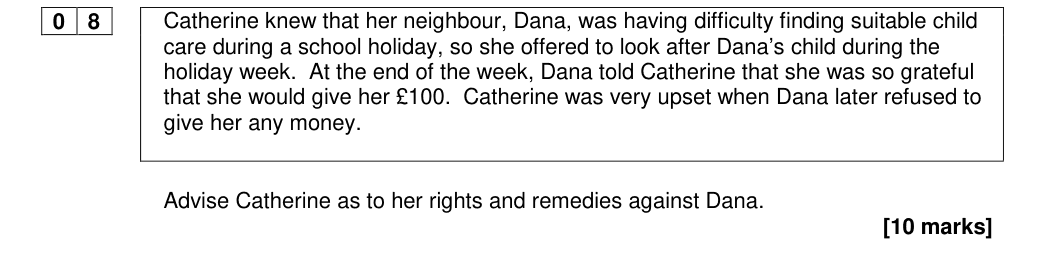 0 8
Catherine knew that her neighbour, Dana, was having difficulty finding suitable child
care during a school holiday, so she offered to look after Dana's child during the
holiday week.  At the end of the week, Dana told Catherine that she was so grateful
that she would give her £100.  Catherine was very upset when Dana later refused to
give her any money.
Advise Catherine as to her rights and remedies against Dana.
[10 marks]